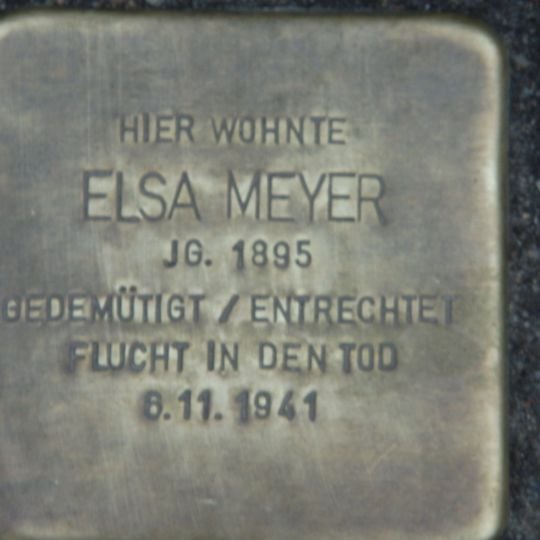 HIER WOHNTE
ELSA MEYER
JG. 1895
GEDEMÜTIGT / ENTRECHTET
FLUCHT IN DEN TOD
6.11. 1941